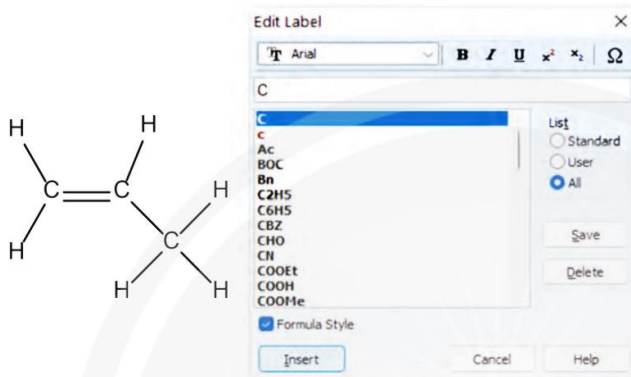 H
H
C
C
H
H
C
H
H
H
Edit Label
Arial
B I U x² x₂ Ω
C
C
c
Ac
BOC
Bn
C2H5
C6H5
CBZ
CHO
CN
COOEt
COOH
COOMe
List
Standard
User
All
Save
Delete
Formula Style
Insert
Cancel
Help